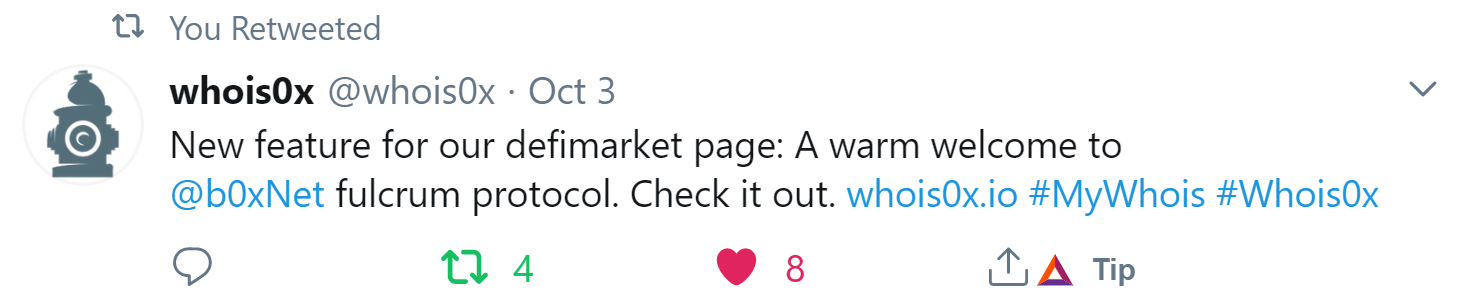 You Retweeted
whois0x @whois0x · Oct 3
New feature for our defimarket page: A warm welcome to
@b0xNet fulcrum protocol. Check it out. whois0x.io #MyWhois #Whois0x
4 8 Tip